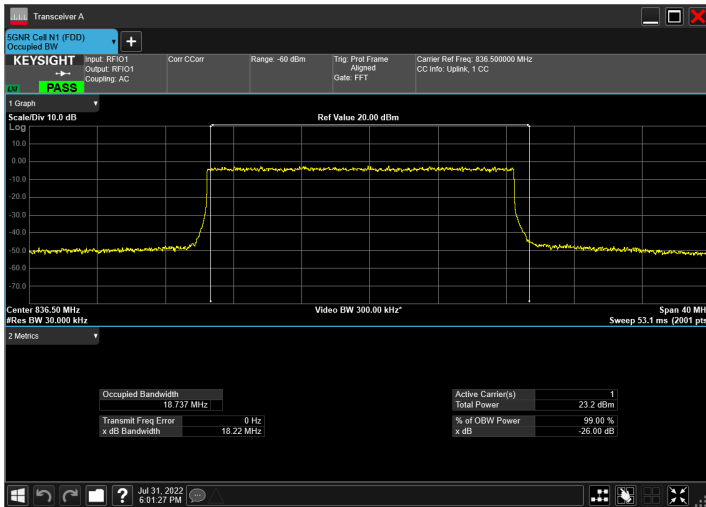 Transceiver A
5GNR Cell N1 (FDD)
Occupied BW
+
KEYSIGHT
Input: RFIO1
Output: RFIO1
Coupling: AC
Corr CCorr
Range: -60 dBm
Trig: Prot Frame
Aligned
Gate: FFT
Carrier Ref Freq: 836.500000 MHz
CC Info: Uplink, 1 CC
PASS
1 Graph
Scale/Div 10.0 dB
Ref Value 20.00 dBm
Log
10.0
0.00
-10.0
-20.0
-30.0
-40.0
-50.0
-60.0
-70.0
Center 836.50 MHz
Video BW 300.00 kHz*
Span 40 MH
#Res BW 30.000 kHz
Sweep 53.1 ms (2001 pts
2 Metrics
Occupied Bandwidth
18.737 MHz
Active Carrier(s) 1
Total Power 23.2 dBm
Transmit Freq Error 0 Hz
x dB Bandwidth 18.22 MHz
% of OBW Power 99.00 %
x dB -26.00 dB
?
Jul 31, 2022
6:01:27 PM